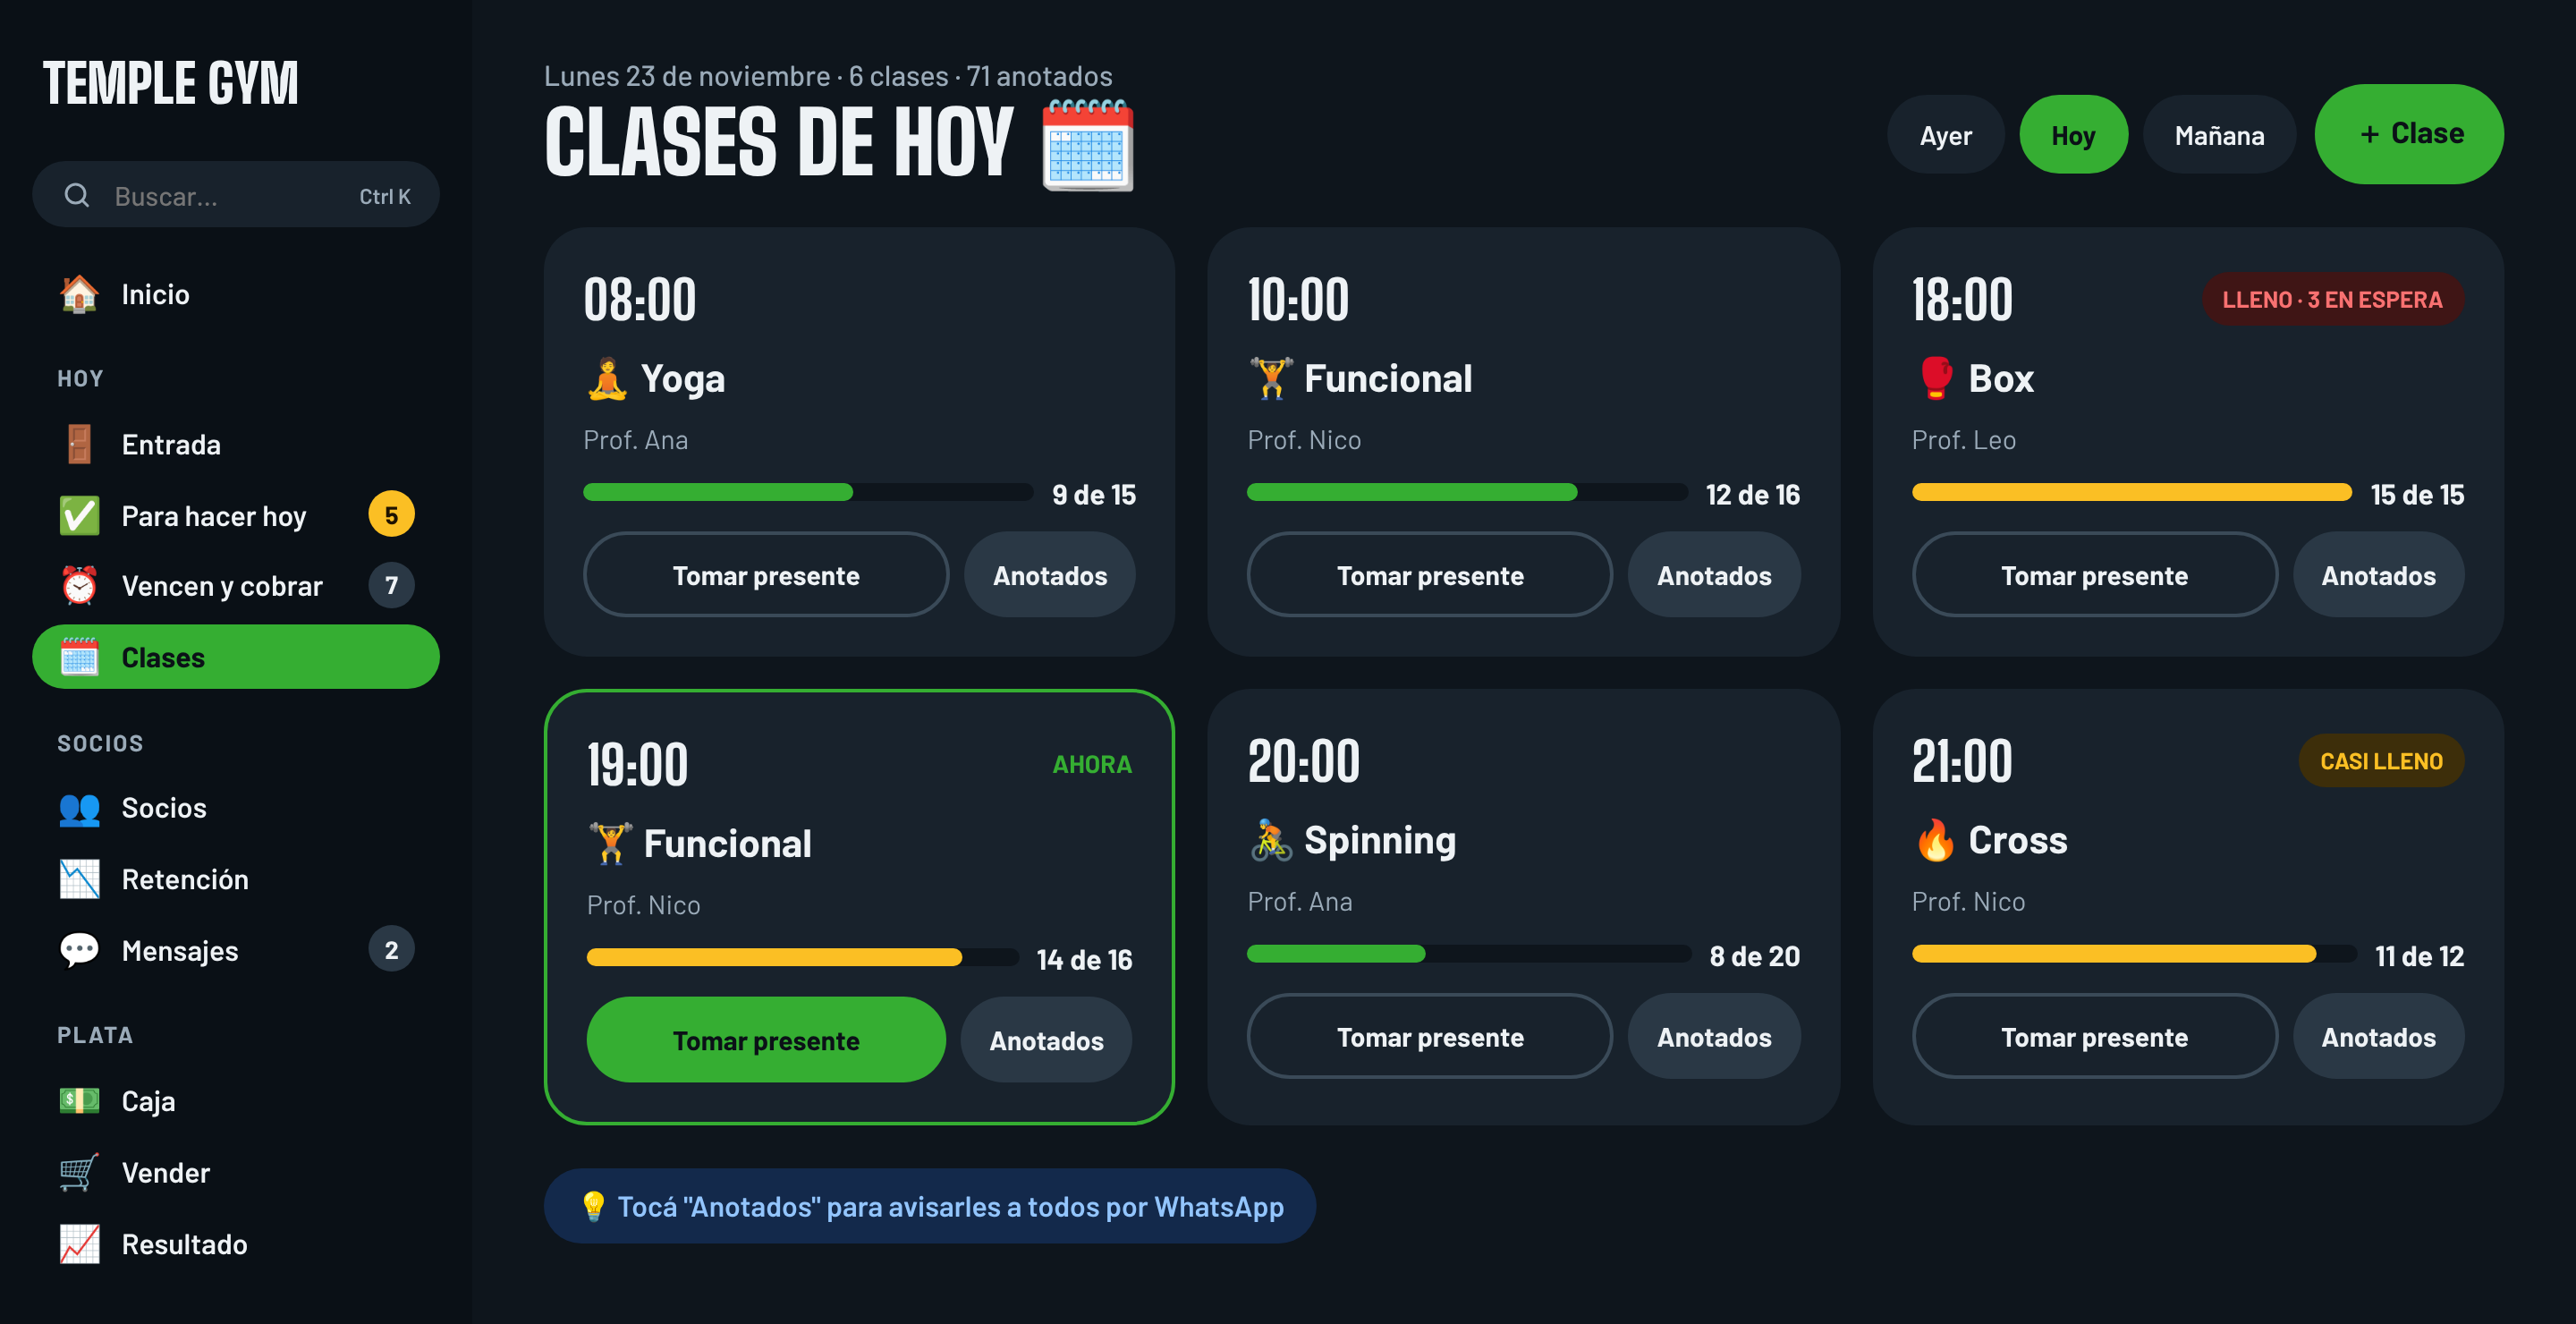 TEMPLE GYM
Buscar...
Ctrl K
Inicio
HOY
Entrada
Para hacer hoy 5
Vencen y cobrar 7
Clases
SOCIOS
Socios
Retención
Mensajes 2
PLATA
Caja
Vender
Resultado
Lunes 23 de noviembre · 6 clases · 71 anotados
CLASES DE HOY
Ayer
Hoy
Mañana
+ Clase
08:00
Yoga
Prof. Ana
9 de 15
Tomar presente
Anotados
10:00
Funcional
Prof. Nico
12 de 16
Tomar presente
Anotados
18:00
LLENO · 3 EN ESPERA
Box
Prof. Leo
15 de 15
Tomar presente
Anotados
19:00
AHORA
Funcional
Prof. Nico
14 de 16
Tomar presente
Anotados
20:00
Spinning
Prof. Ana
8 de 20
Tomar presente
Anotados
21:00
CASI LLENO
Cross
Prof. Nico
11 de 12
Tomar presente
Anotados
Tocá "Anotados" para avisarles a todos por WhatsApp